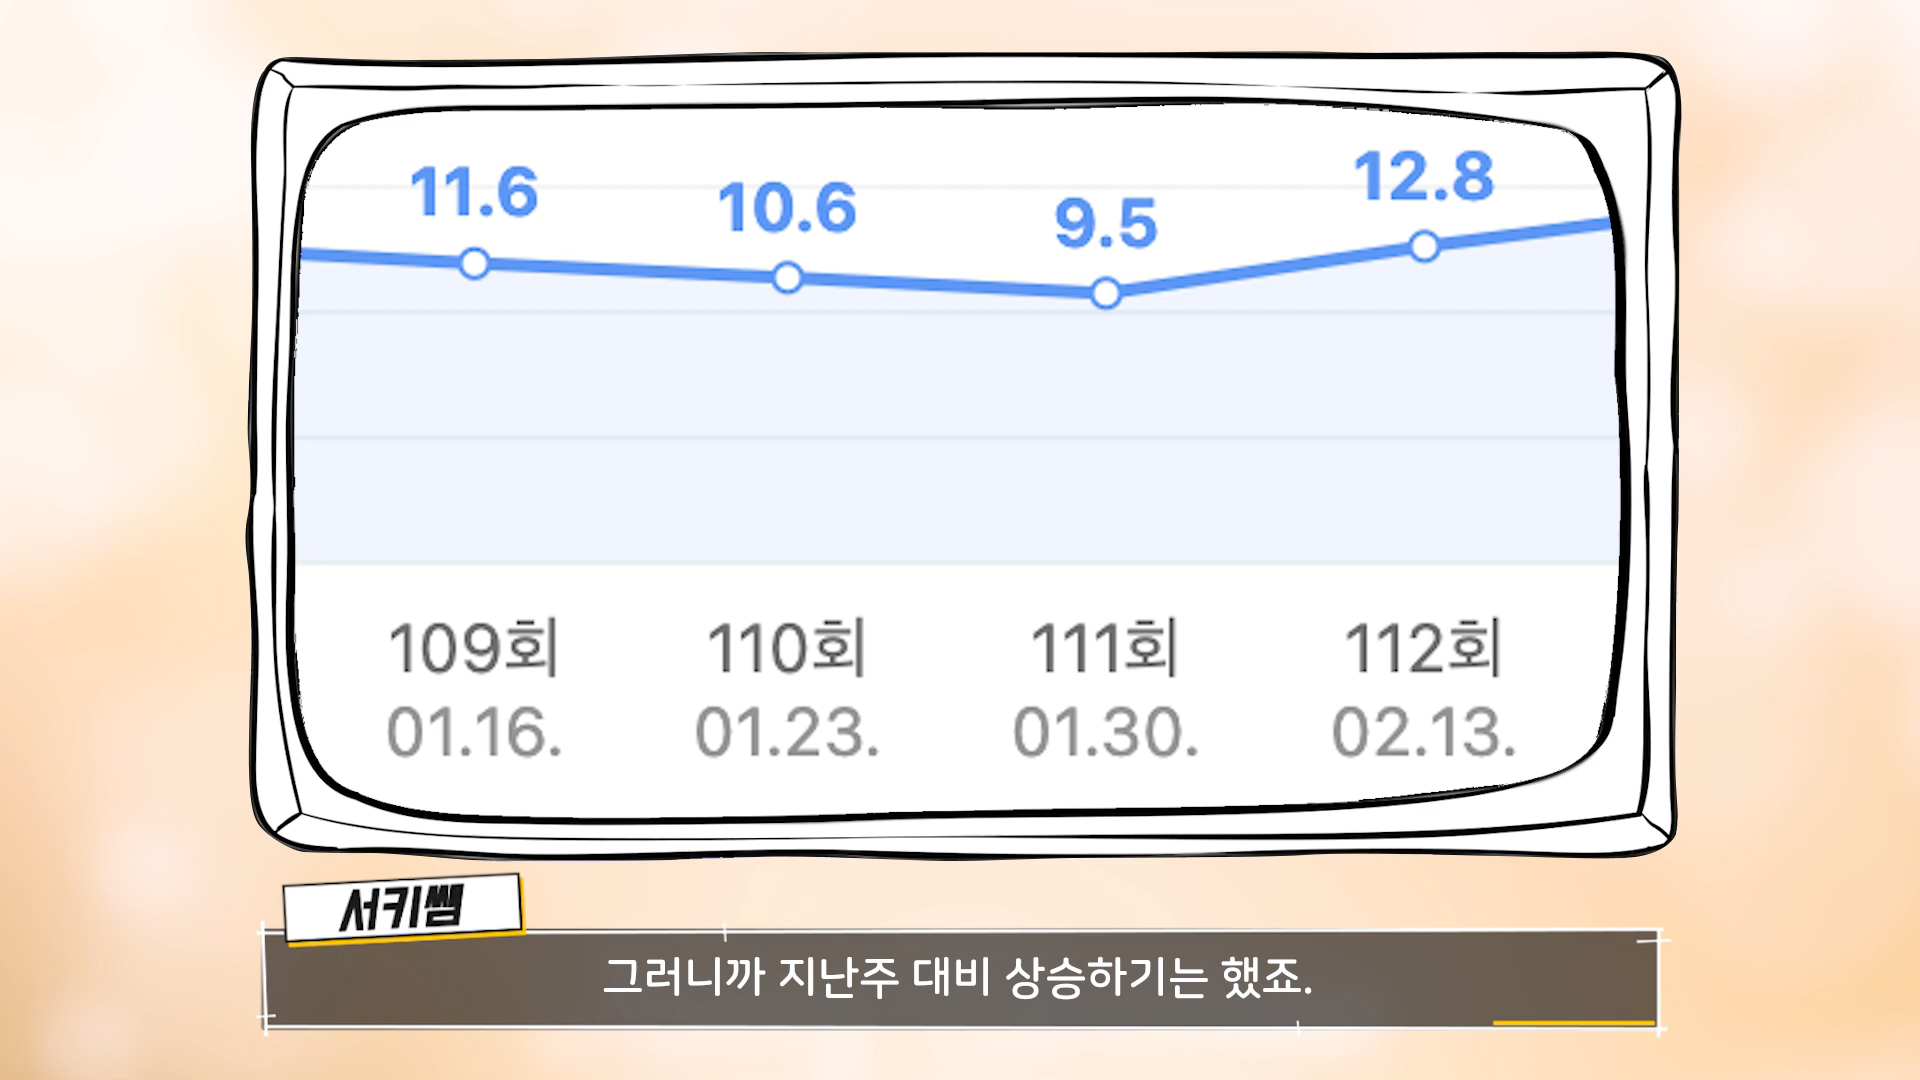 11.6 10.6 9.5 12.8
109회 110회 111회 112회
01.16. 01.23. 01.30. 02.13.
서키쌤
그러니까 지난주 대비 상승하기는 했죠.